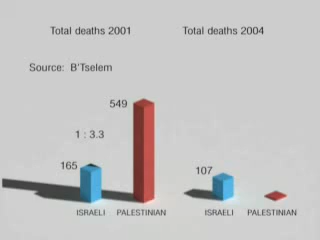 Total deaths 2001
Total deaths 2004
Source: B'Tselem
549
1 : 3.3
165
107
ISRAELI PALESTINIAN
ISRAELI PALESTINIAN